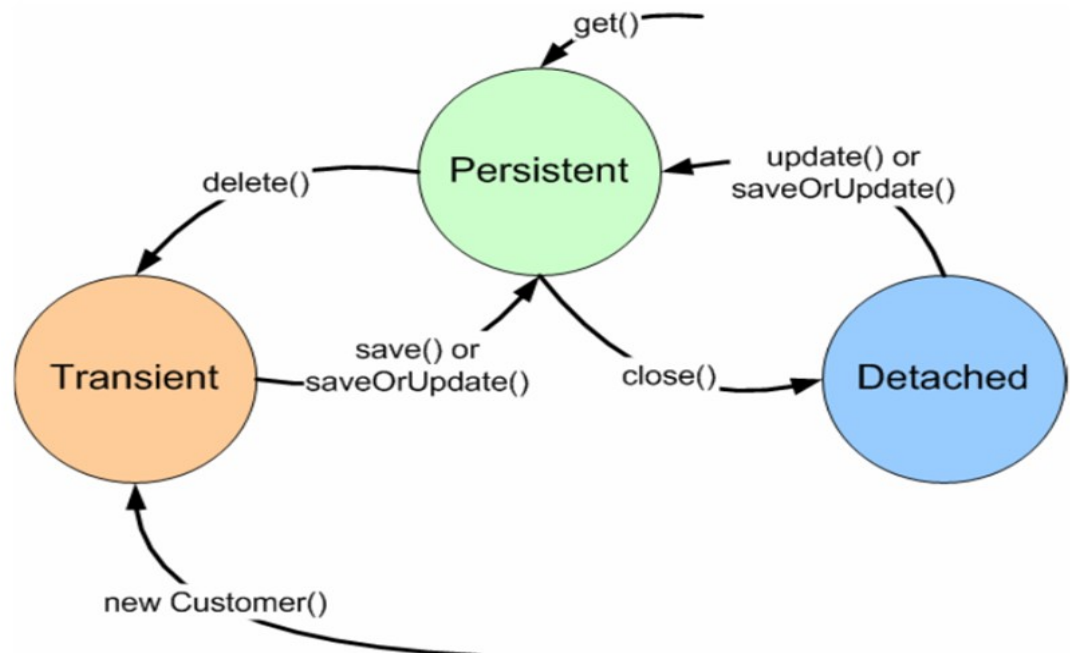 get()
Persistent
update() or
saveOrUpdate()
delete()
Transient
save() or
saveOrUpdate()
close()
Detached
new Customer()